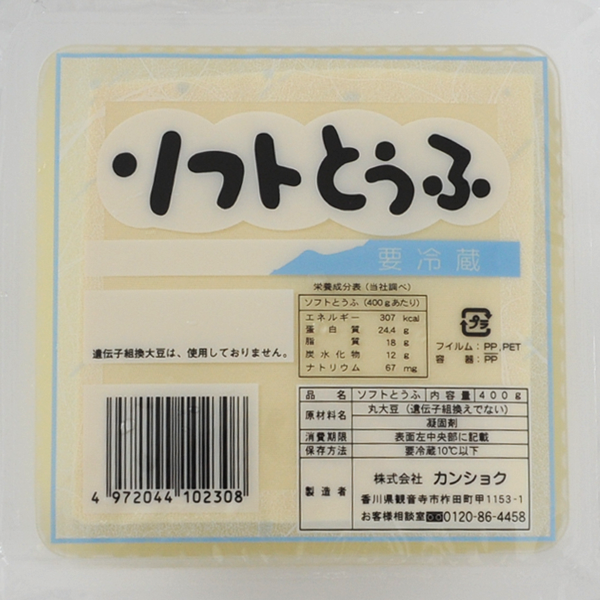 ソフトとうふ
要冷蔵
栄養成分表（当社調べ）
ソフトとうふ（400gあたり）
エネルギー 307 kcal
蛋白質 24.4 g
脂質 18 g
炭水化物 12 g
ナトリウム 67 mg
プラ
フイルム：PP,PET
容器：PP
遺伝子組換大豆は、使用しておりません。
品名 ソフトとうふ 内容量 400g
原材料名 丸大豆（遺伝子組換えでない）
凝固剤
消費期限 表面左中央部に記載
保存方法 要冷蔵10℃以下
製造者 株式会社 カンショク
香川県観音寺市柞田町甲1153-1
お客様相談室 0120-86-4458
4 972044 102308